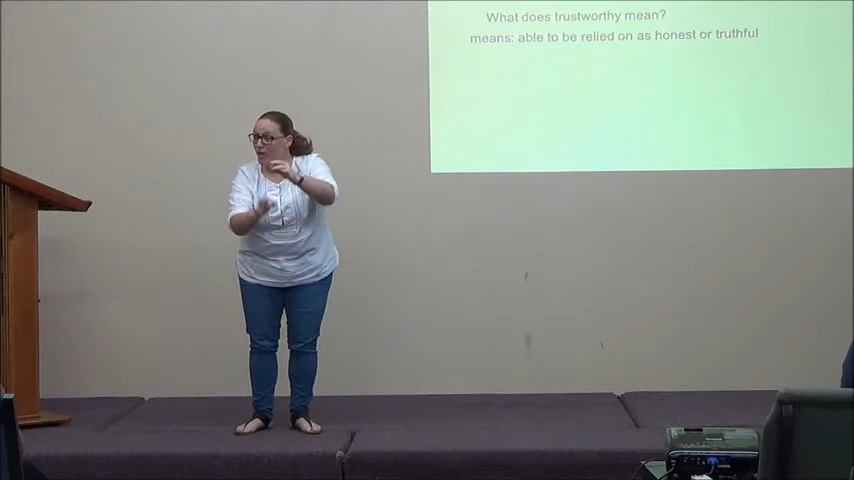 What does trustworthy mean?
means: able to be relied on as honest or truthful